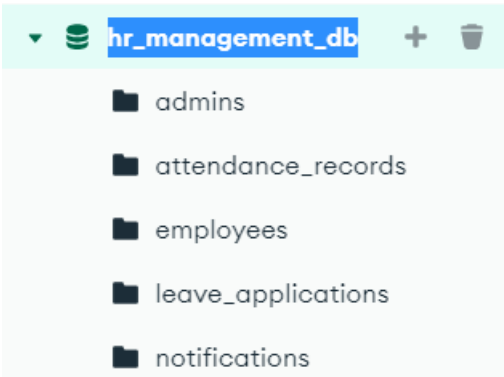 hr_management_db
admins
attendance_records
employees
leave_applications
notifications